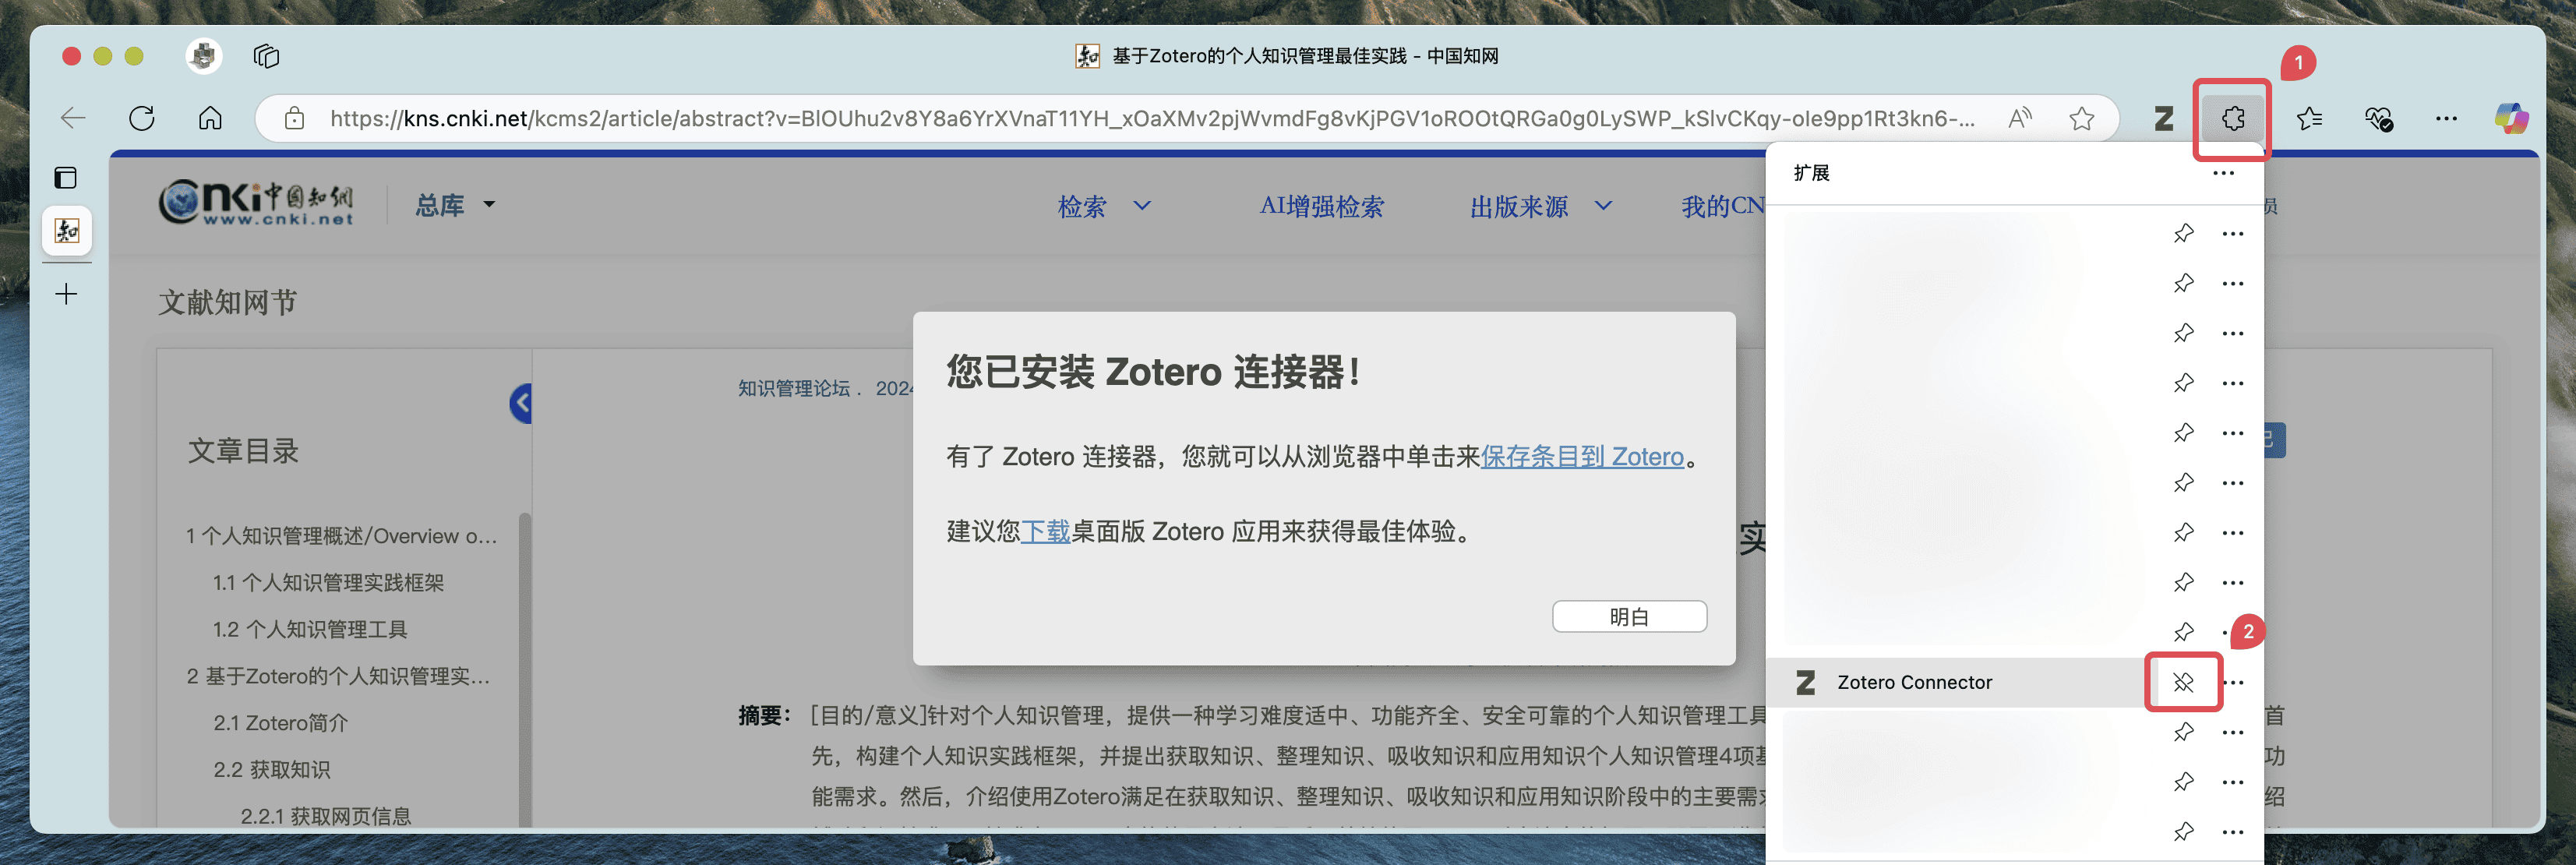 基于Zotero的个人知识管理最佳实践 - 中国知网
1
https://kns.cnki.net/kcms2/article/abstract?v=BlOUhu2v8Y8a6YrXVnaT11YH_xOaXMv2pjWvmdFg8vKjPGV1oROOtQRGa0g0LySWP_kSlvCKqy-ole9pp1Rt3kn6-...
扩展
cnki中国知网
www.cnki.net
总库
检索
AI增强检索
出版来源
我的CN
员
文献知网节
您已安装 Zotero 连接器！
知识管理论坛 . 2024
文章目录
有了 Zotero 连接器，您就可以从浏览器中单击来保存条目到 Zotero。
建议您下载桌面版 Zotero 应用来获得最佳体验。
实
1 个人知识管理概述/Overview o...
1.1 个人知识管理实践框架
明白
1.2 个人知识管理工具
2
2 基于Zotero的个人知识管理实...
Zotero Connector
2.1 Zotero简介
摘要： [目的/意义]针对个人知识管理，提供一种学习难度适中、功能齐全、安全可靠的个人知识管理工具
首
先，构建个人知识实践框架，并提出获取知识、整理知识、吸收知识和应用知识个人知识管理4项基
功
2.2 获取知识
能需求。然后，介绍使用Zotero满足在获取知识、整理知识、吸收知识和应用知识阶段中的主要需求
绍
2.2.1 获取网页信息